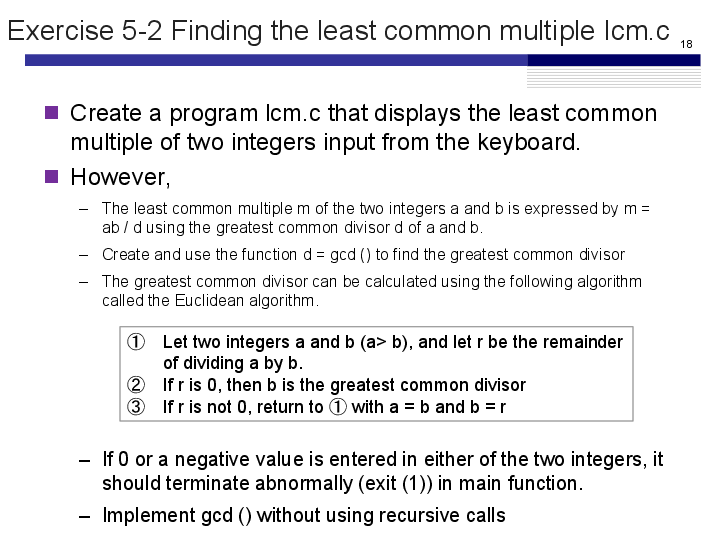 Exercise 5-2 Finding the least common multiple lcm.c
18
Create a program lcm.c that displays the least common
multiple of two integers input from the keyboard.
However,
– The least common multiple m of the two integers a and b is expressed by m =
ab / d using the greatest common divisor d of a and b.
– Create and use the function d = gcd () to find the greatest common divisor
– The greatest common divisor can be calculated using the following algorithm
called the Euclidean algorithm.
① Let two integers a and b (a> b), and let r be the remainder
of dividing a by b.
② If r is 0, then b is the greatest common divisor
③ If r is not 0, return to ① with a = b and b = r
– If 0 or a negative value is entered in either of the two integers, it
should terminate abnormally (exit (1)) in main function.
– Implement gcd () without using recursive calls